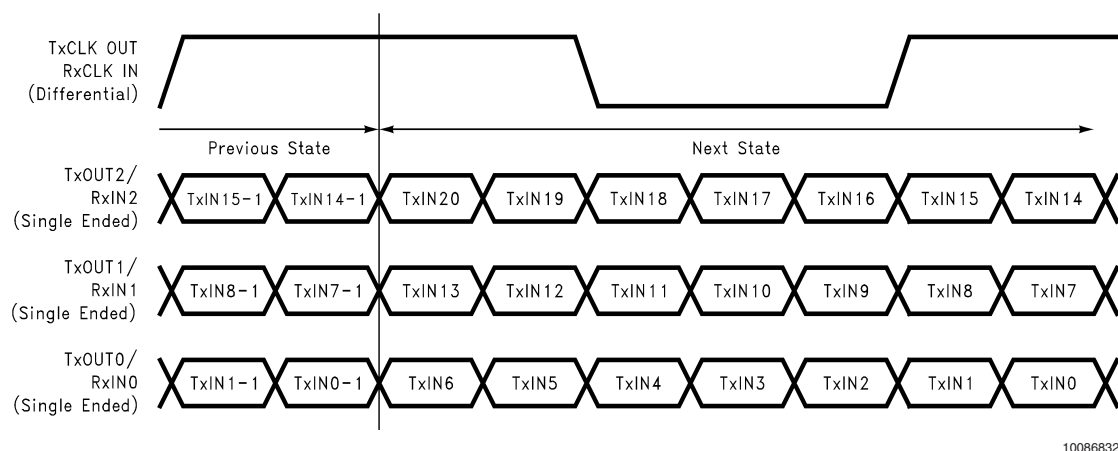 TxCLK OUT
RxCLK IN
(Differential)
Previous State
Next State
TxOUT2/
RxIN2
(Single Ended)
TxIN15-1 TxIN14-1 TxIN20 TxIN19 TxIN18 TxIN17 TxIN16 TxIN15 TxIN14
TxOUT1/
RxIN1
(Single Ended)
TxIN8-1 TxIN7-1 TxIN13 TxIN12 TxIN11 TxIN10 TxIN9 TxIN8 TxIN7
TxOUT0/
RxIN0
(Single Ended)
TxIN1-1 TxIN0-1 TxIN6 TxIN5 TxIN4 TxIN3 TxIN2 TxIN1 TxIN0
10086832